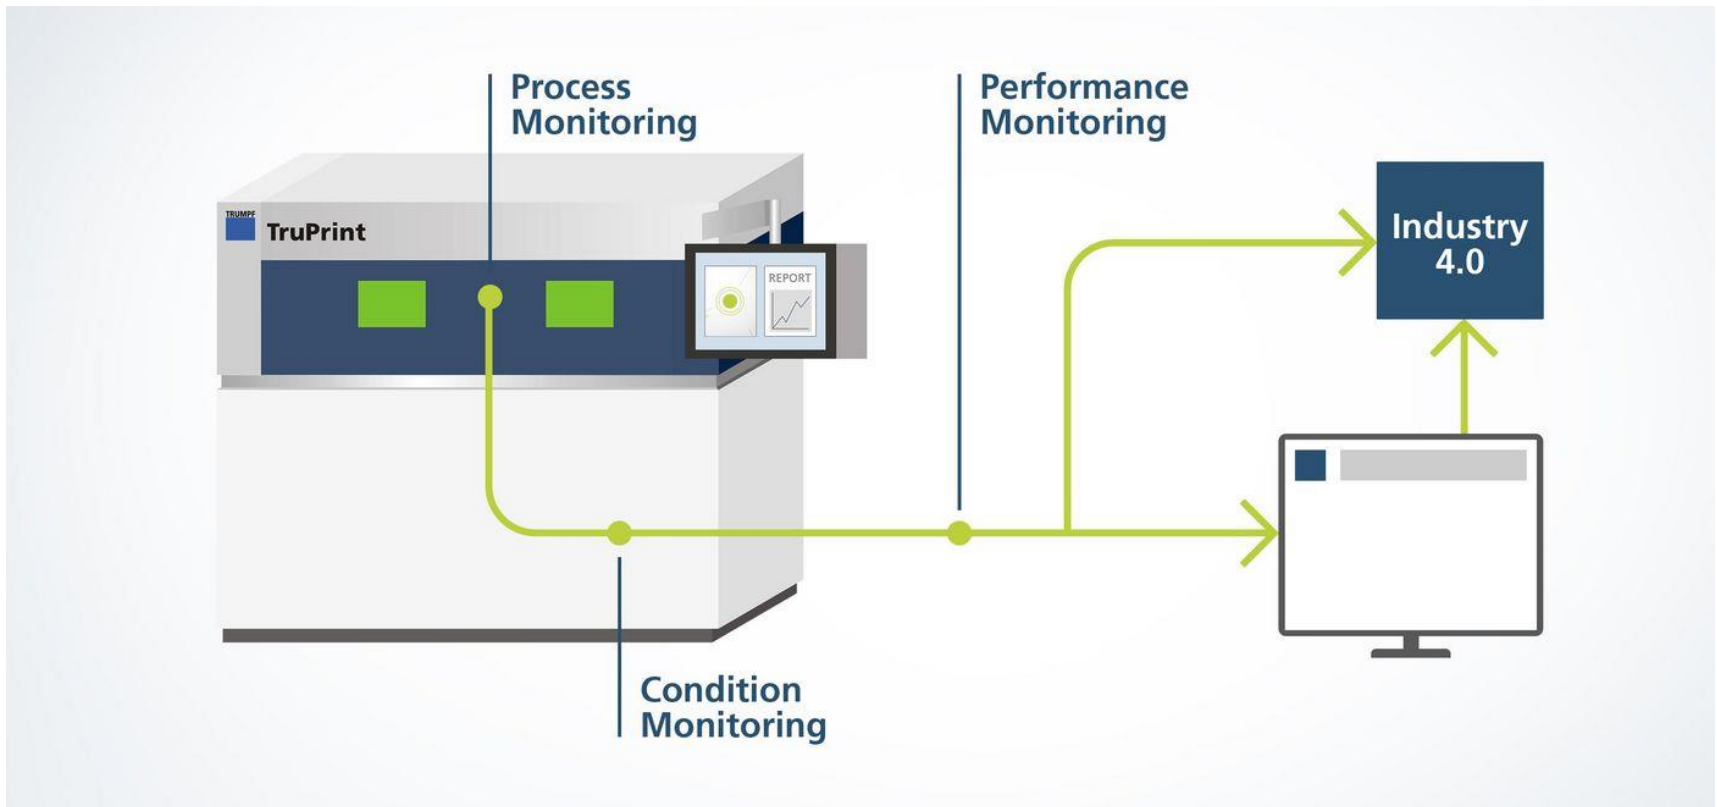 Process
Monitoring
Performance
Monitoring
TRUMPF
TruPrint
REPORT
Industry
4.0
Condition
Monitoring